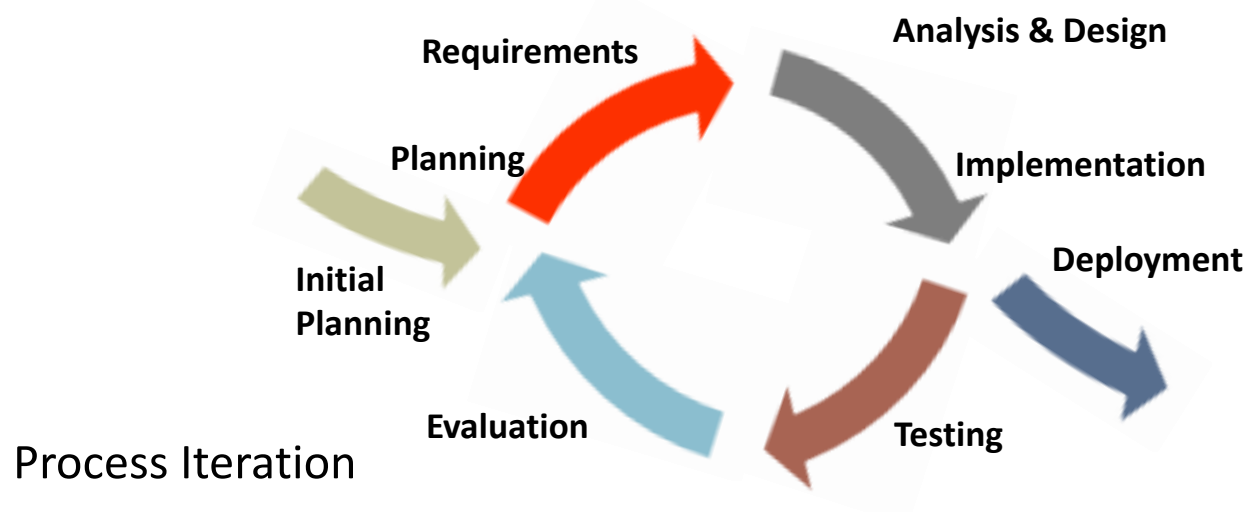 Analysis & Design
Requirements
Planning
Implementation
Deployment
Initial
Planning
Evaluation
Testing
Process Iteration